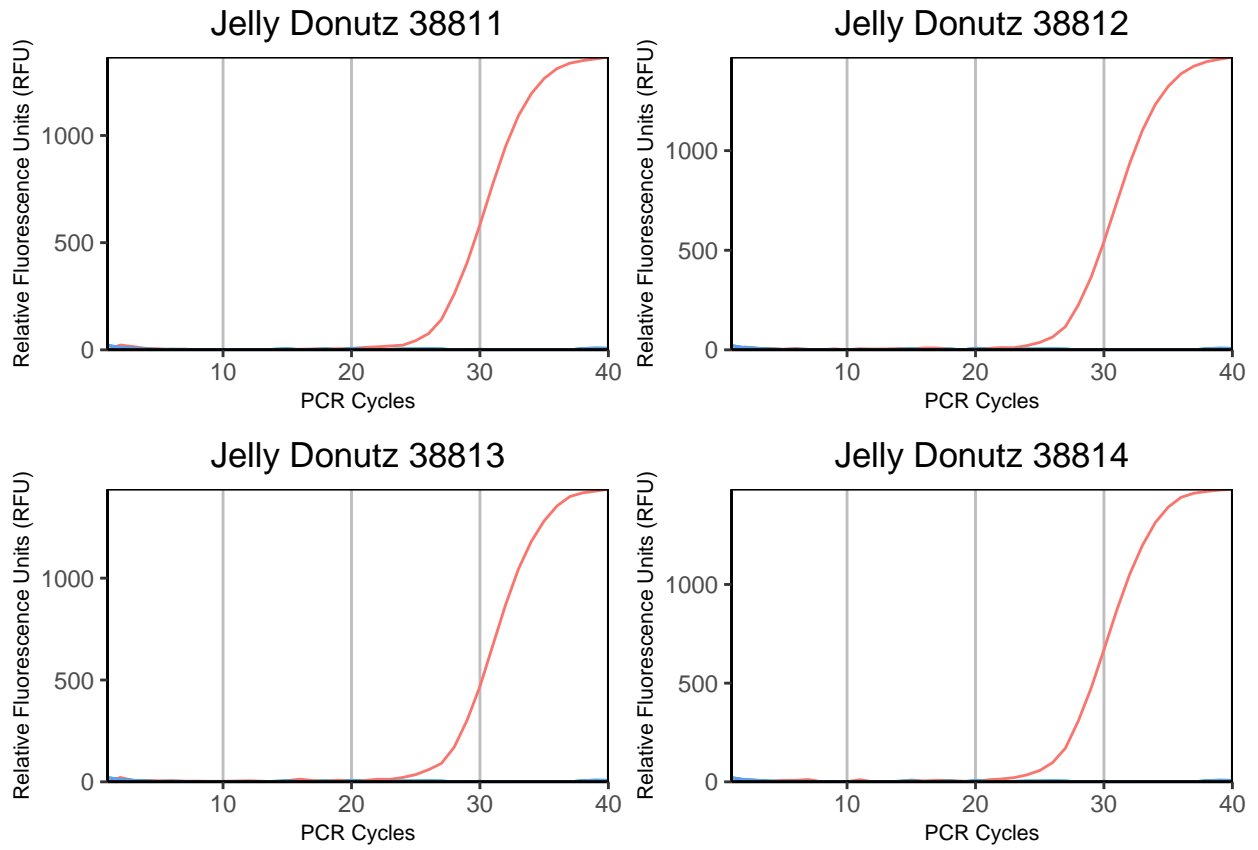 Jelly Donutz 38811
Relative Fluorescence Units (RFU)
1000
500
0
10 20 30 40
PCR Cycles
Jelly Donutz 38812
Relative Fluorescence Units (RFU)
1000
500
0
10 20 30 40
PCR Cycles
Jelly Donutz 38813
Relative Fluorescence Units (RFU)
1000
500
0
10 20 30 40
PCR Cycles
Jelly Donutz 38814
Relative Fluorescence Units (RFU)
1000
500
0
10 20 30 40
PCR Cycles